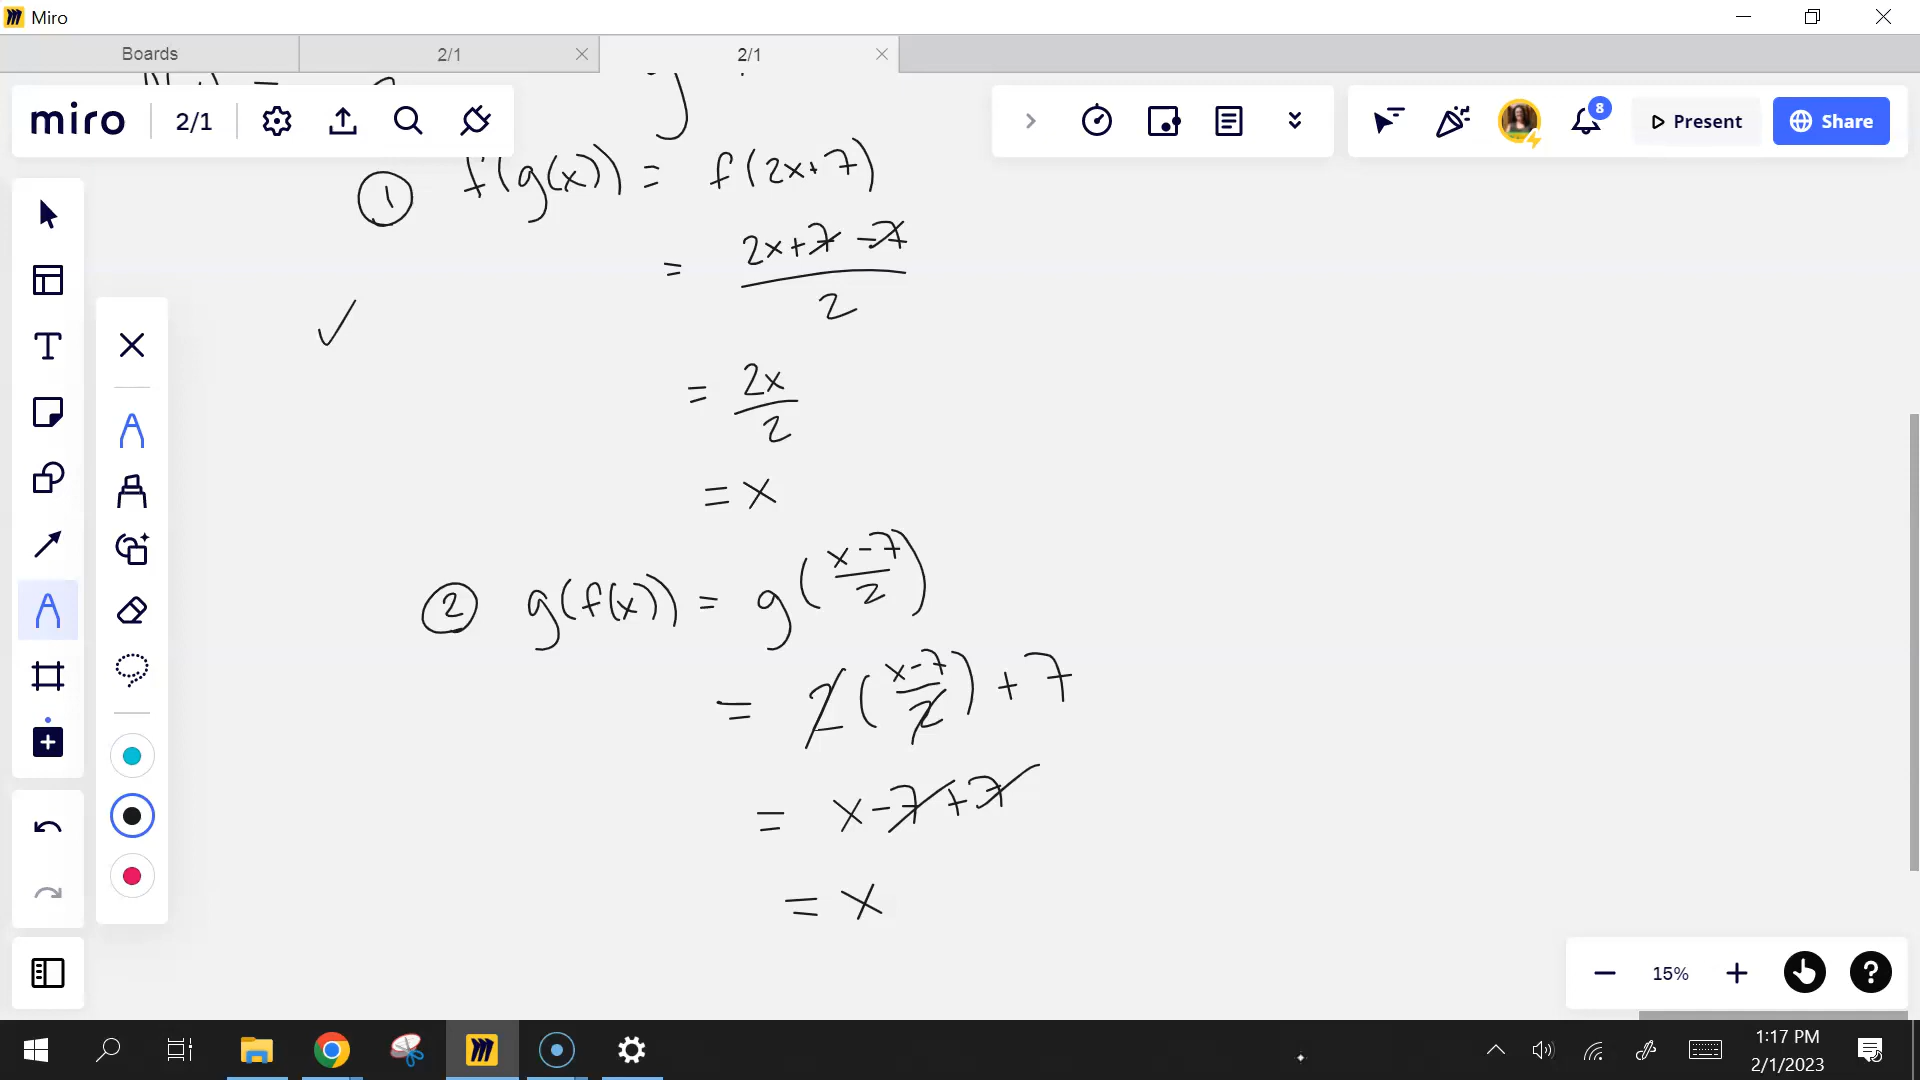 Miro
Boards 2/1 2/1
miro 2/1 8 Present Share
① f(g(x)) = f(2x+7)
= (2x+7-7)/2
✓
= 2x/2
= x
② g(f(x)) = g((x-7)/2)
= 2((x-7)/2) + 7
= x-7+7
= x
15%
1:17 PM
2/1/2023